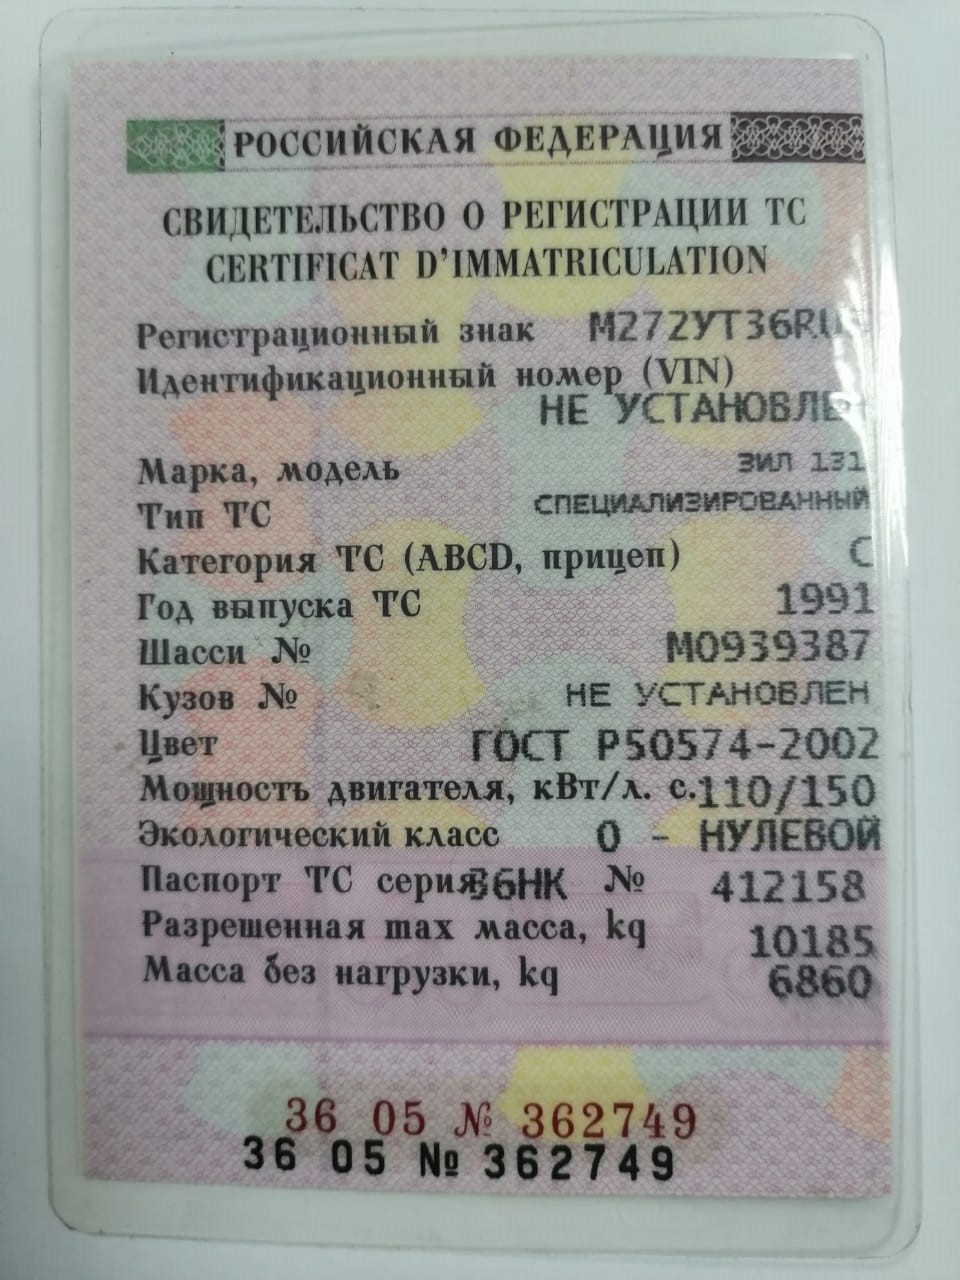 РОССИЙСКАЯ ФЕДЕРАЦИЯ
СВИДЕТЕЛЬСТВО О РЕГИСТРАЦИИ ТС
CERTIFICAT D'IMMATRICULATION
Регистрационный знак М272УТ36RUS
Идентификационный номер (VIN)
НЕ УСТАНОВЛЕН
Марка, модель ЗИЛ 131
Тип ТС СПЕЦИАЛИЗИРОВАННЫЙ
Категория ТС (ABCD, прицеп) C
Год выпуска ТС 1991
Шасси № М0939387
Кузов № НЕ УСТАНОВЛЕН
Цвет ГОСТ Р50574-2002
Мощность двигателя, кВт/л. с. 110/150
Экологический класс 0 - НУЛЕВОЙ
Паспорт ТС серия 36НК № 412158
Разрешенная max масса, kg 10185
Масса без нагрузки, kg 6860
36 05 № 362749
36 05 № 362749